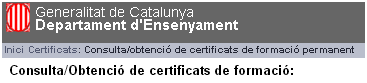 Generalitat de Catalunya
Departament d'Ensenyament
Inici Certificats: Consulta/obtenció de certificats de formació permanent
Consulta/Obtenció de certificats de formació: